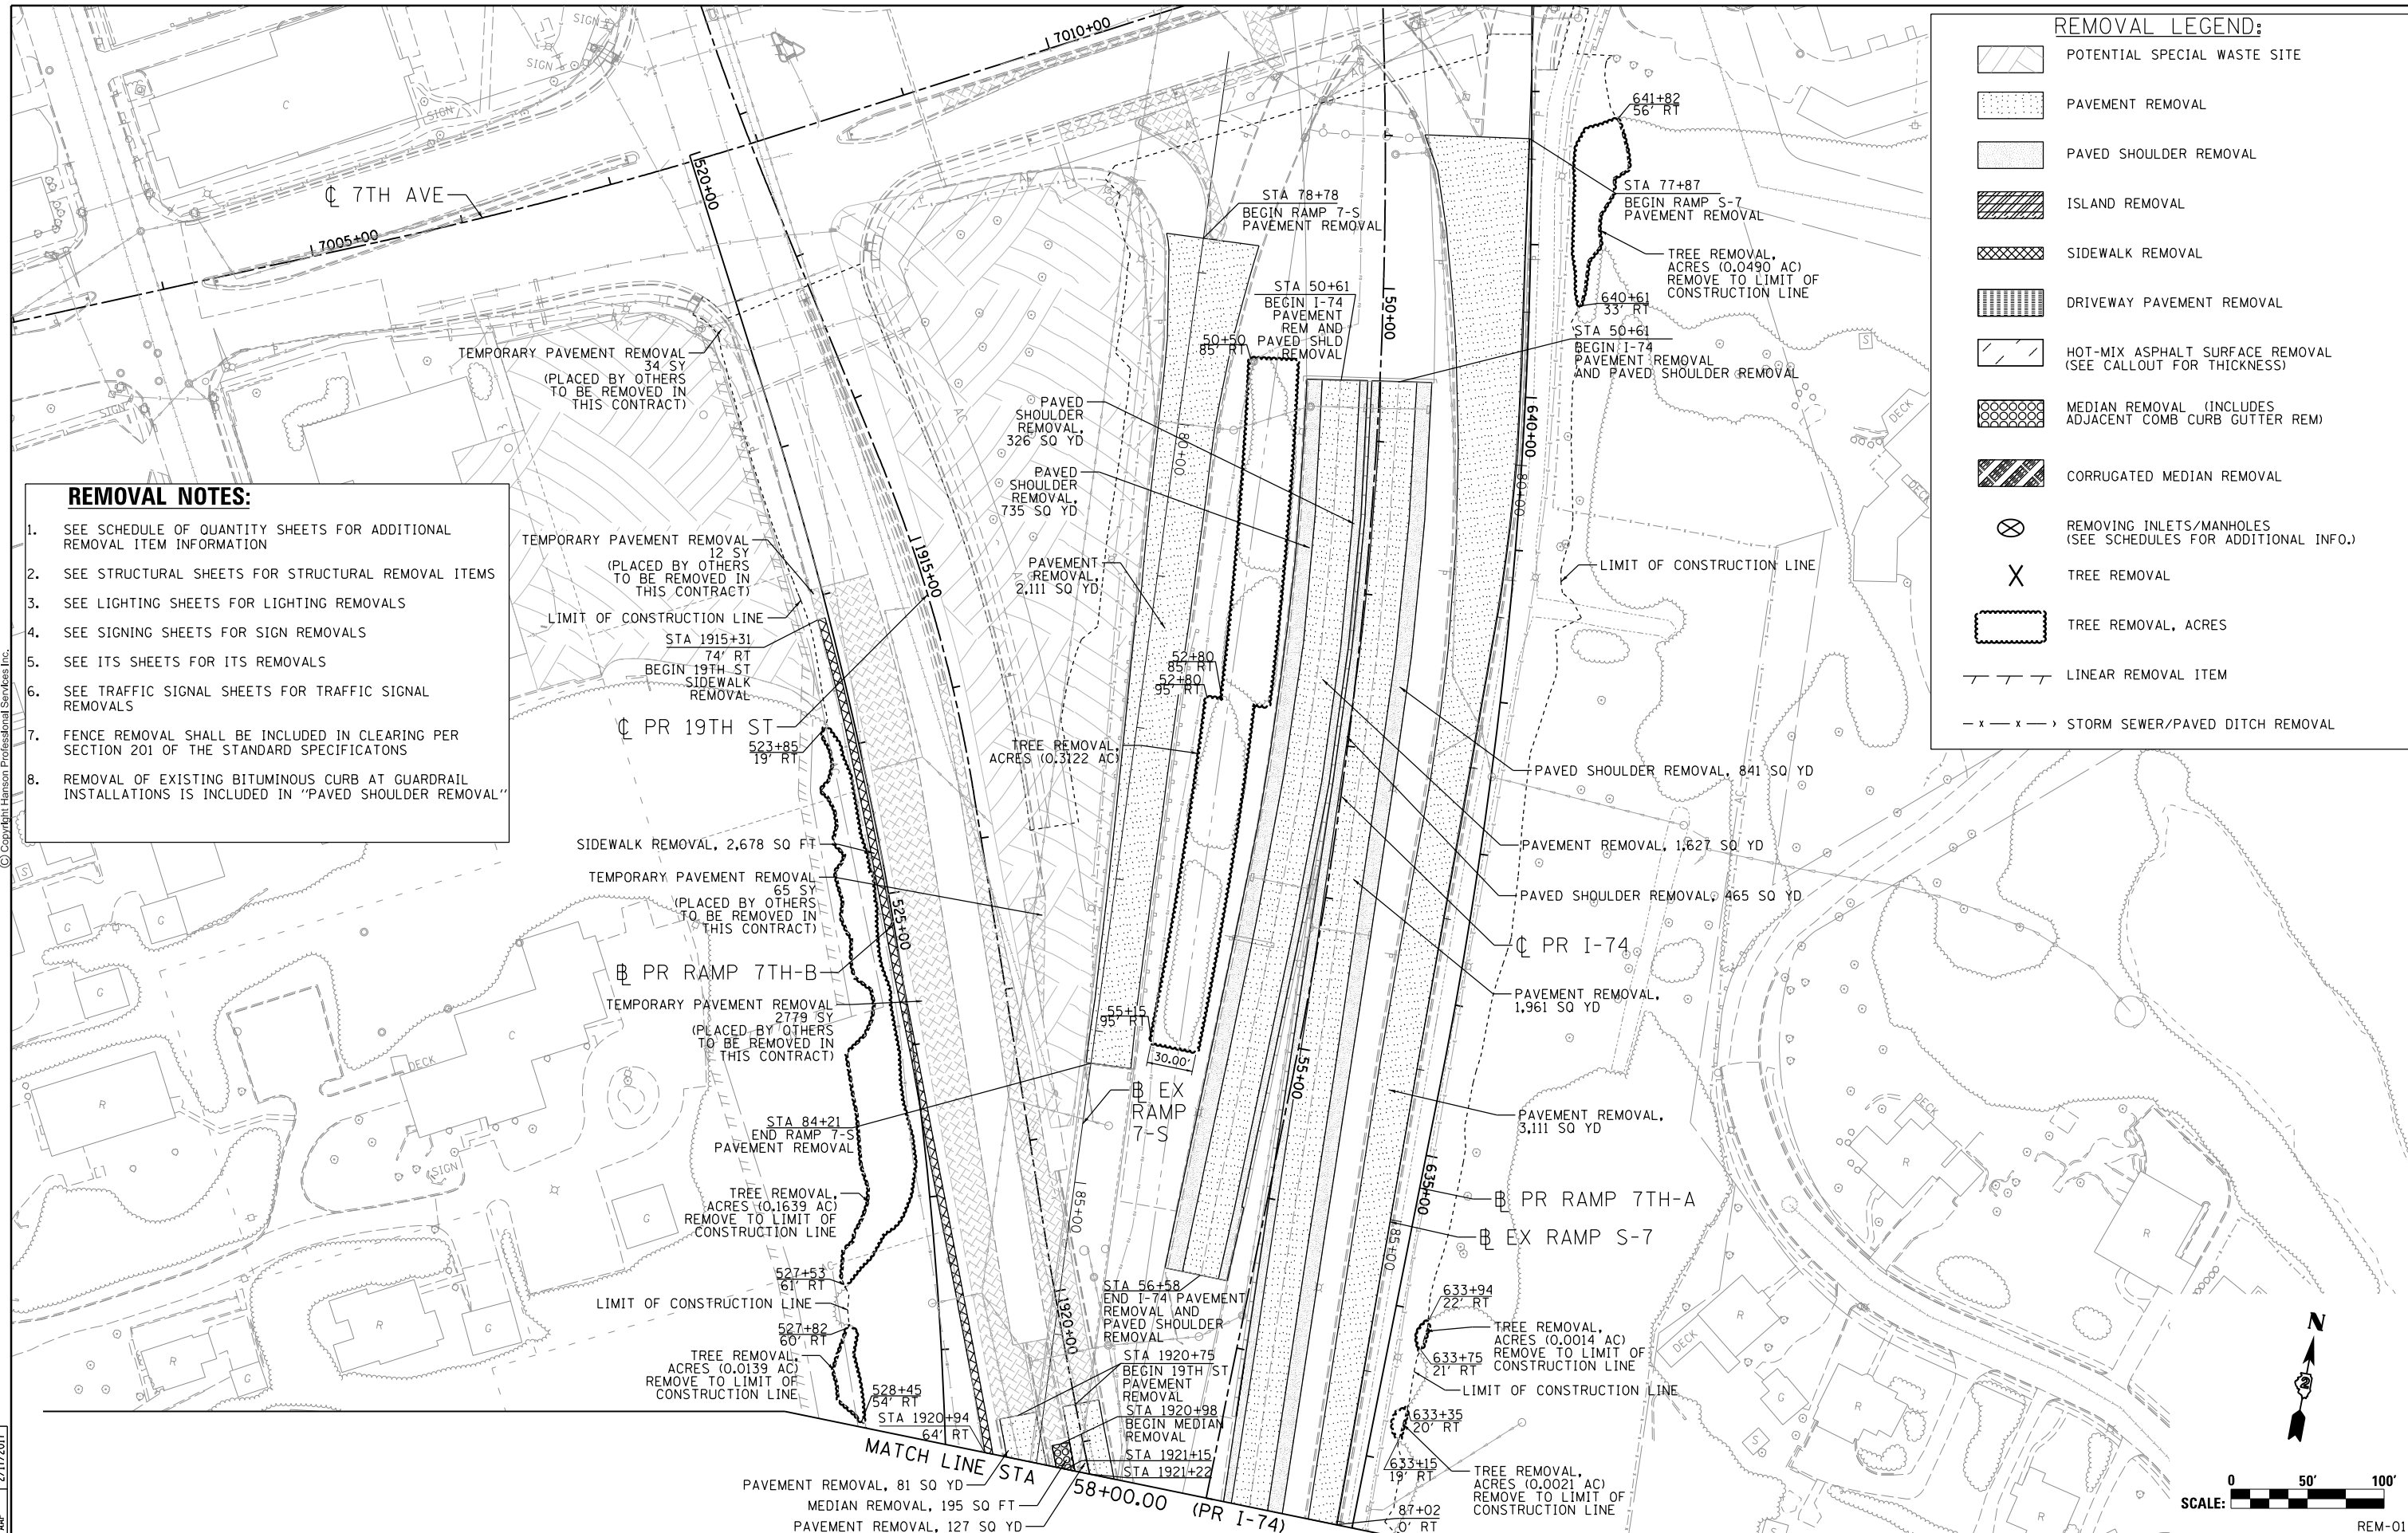 REMOVAL LEGEND:
POTENTIAL SPECIAL WASTE SITE
PAVEMENT REMOVAL
PAVED SHOULDER REMOVAL
ISLAND REMOVAL
SIDEWALK REMOVAL
DRIVEWAY PAVEMENT REMOVAL
HOT-MIX ASPHALT SURFACE REMOVAL
(SEE CALLOUT FOR THICKNESS)
MEDIAN REMOVAL (INCLUDES
ADJACENT COMB CURB GUTTER REM)
CORRUGATED MEDIAN REMOVAL
REMOVING INLETS/MANHOLES
(SEE SCHEDULES FOR ADDITIONAL INFO.)
TREE REMOVAL
TREE REMOVAL, ACRES
LINEAR REMOVAL ITEM
STORM SEWER/PAVED DITCH REMOVAL
REMOVAL NOTES:
1. SEE SCHEDULE OF QUANTITY SHEETS FOR ADDITIONAL
REMOVAL ITEM INFORMATION
2. SEE STRUCTURAL SHEETS FOR STRUCTURAL REMOVAL ITEMS
3. SEE LIGHTING SHEETS FOR LIGHTING REMOVALS
4. SEE SIGNING SHEETS FOR SIGN REMOVALS
5. SEE ITS SHEETS FOR ITS REMOVALS
6. SEE TRAFFIC SIGNAL SHEETS FOR TRAFFIC SIGNAL
REMOVALS
7. FENCE REMOVAL SHALL BE INCLUDED IN CLEARING PER
SECTION 201 OF THE STANDARD SPECIFICATONS
8. REMOVAL OF EXISTING BITUMINOUS CURB AT GUARDRAIL
INSTALLATIONS IS INCLUDED IN "PAVED SHOULDER REMOVAL"
(C) Copyright Hanson Professional Services Inc.
SIGN
SIGN
SIGN
SIGN
C
7010+00
℄ 7TH AVE
7005+00
520+00
TEMPORARY PAVEMENT REMOVAL
34 SY
(PLACED BY OTHERS
TO BE REMOVED IN
THIS CONTRACT)
TEMPORARY PAVEMENT REMOVAL
12 SY
(PLACED BY OTHERS
TO BE REMOVED IN
THIS CONTRACT)
LIMIT OF CONSTRUCTION LINE
STA 1915+31
74' RT
BEGIN 19TH ST
SIDEWALK
REMOVAL
℄ PR 19TH ST
1915+00
523+85
19' RT
SIDEWALK REMOVAL, 2,678 SQ FT
TEMPORARY PAVEMENT REMOVAL
65 SY
(PLACED BY OTHERS
TO BE REMOVED IN
THIS CONTRACT)
525+00
BL PR RAMP 7TH-B
TEMPORARY PAVEMENT REMOVAL
2779 SY
(PLACED BY OTHERS
TO BE REMOVED IN
THIS CONTRACT)
STA 84+21
END RAMP 7-S
PAVEMENT REMOVAL
TREE REMOVAL,
ACRES (0.1639 AC)
REMOVE TO LIMIT OF
CONSTRUCTION LINE
527+53
61' RT
LIMIT OF CONSTRUCTION LINE
527+82
60' RT
TREE REMOVAL,
ACRES (0.0139 AC)
REMOVE TO LIMIT OF
CONSTRUCTION LINE
528+45
54' RT
STA 1920+94
64' RT
MATCH LINE STA 58+00.00 (PR I-74)
PAVEMENT REMOVAL, 81 SQ YD
MEDIAN REMOVAL, 195 SQ FT
PAVEMENT REMOVAL, 127 SQ YD
STA 78+78
BEGIN RAMP 7-S
PAVEMENT REMOVAL
STA 50+61
BEGIN I-74
PAVEMENT
REM AND
PAVED SHLD
REMOVAL
50+50
85' RT
50+00
80+00
PAVED
SHOULDER
REMOVAL,
326 SQ YD
PAVED
SHOULDER
REMOVAL,
735 SQ YD
PAVEMENT
REMOVAL,
2,111 SQ YD
52+80
85' RT
52+80
95' RT
TREE REMOVAL,
ACRES (0.3122 AC)
55+15
95' RT
30.00'
55+00
BL EX
RAMP
7-S
85+00
1920+00
STA 56+58
END I-74 PAVEMENT
REMOVAL AND
PAVED SHOULDER
REMOVAL
STA 1920+75
BEGIN 19TH ST
PAVEMENT
REMOVAL
STA 1920+98
BEGIN MEDIAN
REMOVAL
STA 1921+15
STA 1921+22
641+82
56' RT
STA 77+87
BEGIN RAMP S-7
PAVEMENT REMOVAL
TREE REMOVAL,
ACRES (0.0490 AC)
REMOVE TO LIMIT OF
CONSTRUCTION LINE
640+61
33' RT
STA 50+61
BEGIN I-74
PAVEMENT REMOVAL
AND PAVED SHOULDER REMOVAL
640+00
80+00
LIMIT OF CONSTRUCTION LINE
PAVED SHOULDER REMOVAL, 841 SQ YD
PAVEMENT REMOVAL, 1,627 SQ YD
PAVED SHOULDER REMOVAL, 465 SQ YD
℄ PR I-74
PAVEMENT REMOVAL,
1,961 SQ YD
PAVEMENT REMOVAL,
3,111 SQ YD
635+00
BL PR RAMP 7TH-A
BL EX RAMP S-7
85+00
633+94
22' RT
TREE REMOVAL,
ACRES (0.0014 AC)
REMOVE TO LIMIT OF
CONSTRUCTION LINE
633+75
21' RT
LIMIT OF CONSTRUCTION LINE
633+35
20' RT
633+15
19' RT
TREE REMOVAL,
ACRES (0.0021 AC)
REMOVE TO LIMIT OF
CONSTRUCTION LINE
87+02
0' RT
DECK
DECK
DECK
DECK
DECK
N
SCALE:
0 50' 100'
REM-01